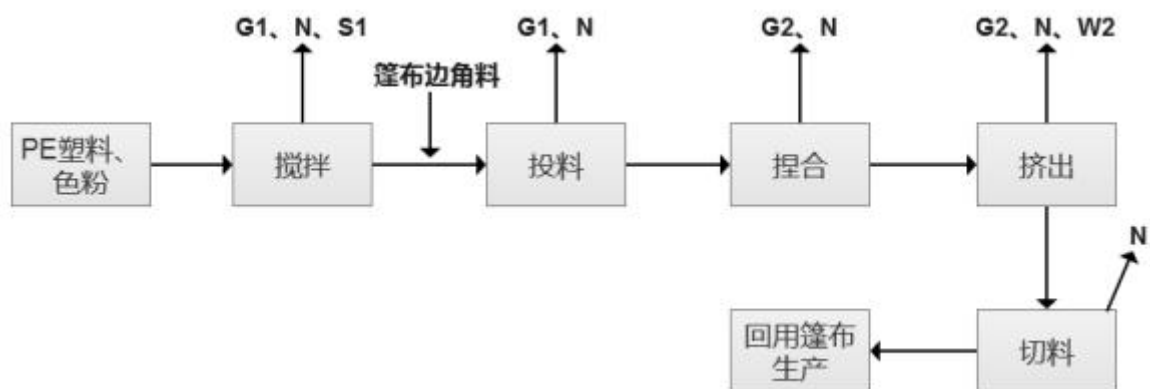 G1、N、S1
G1、N
G2、N
G2、N、W2
篷布边角料
PE塑料、
色粉
搅拌
投料
捏合
挤出
N
回用篷布
生产
切料